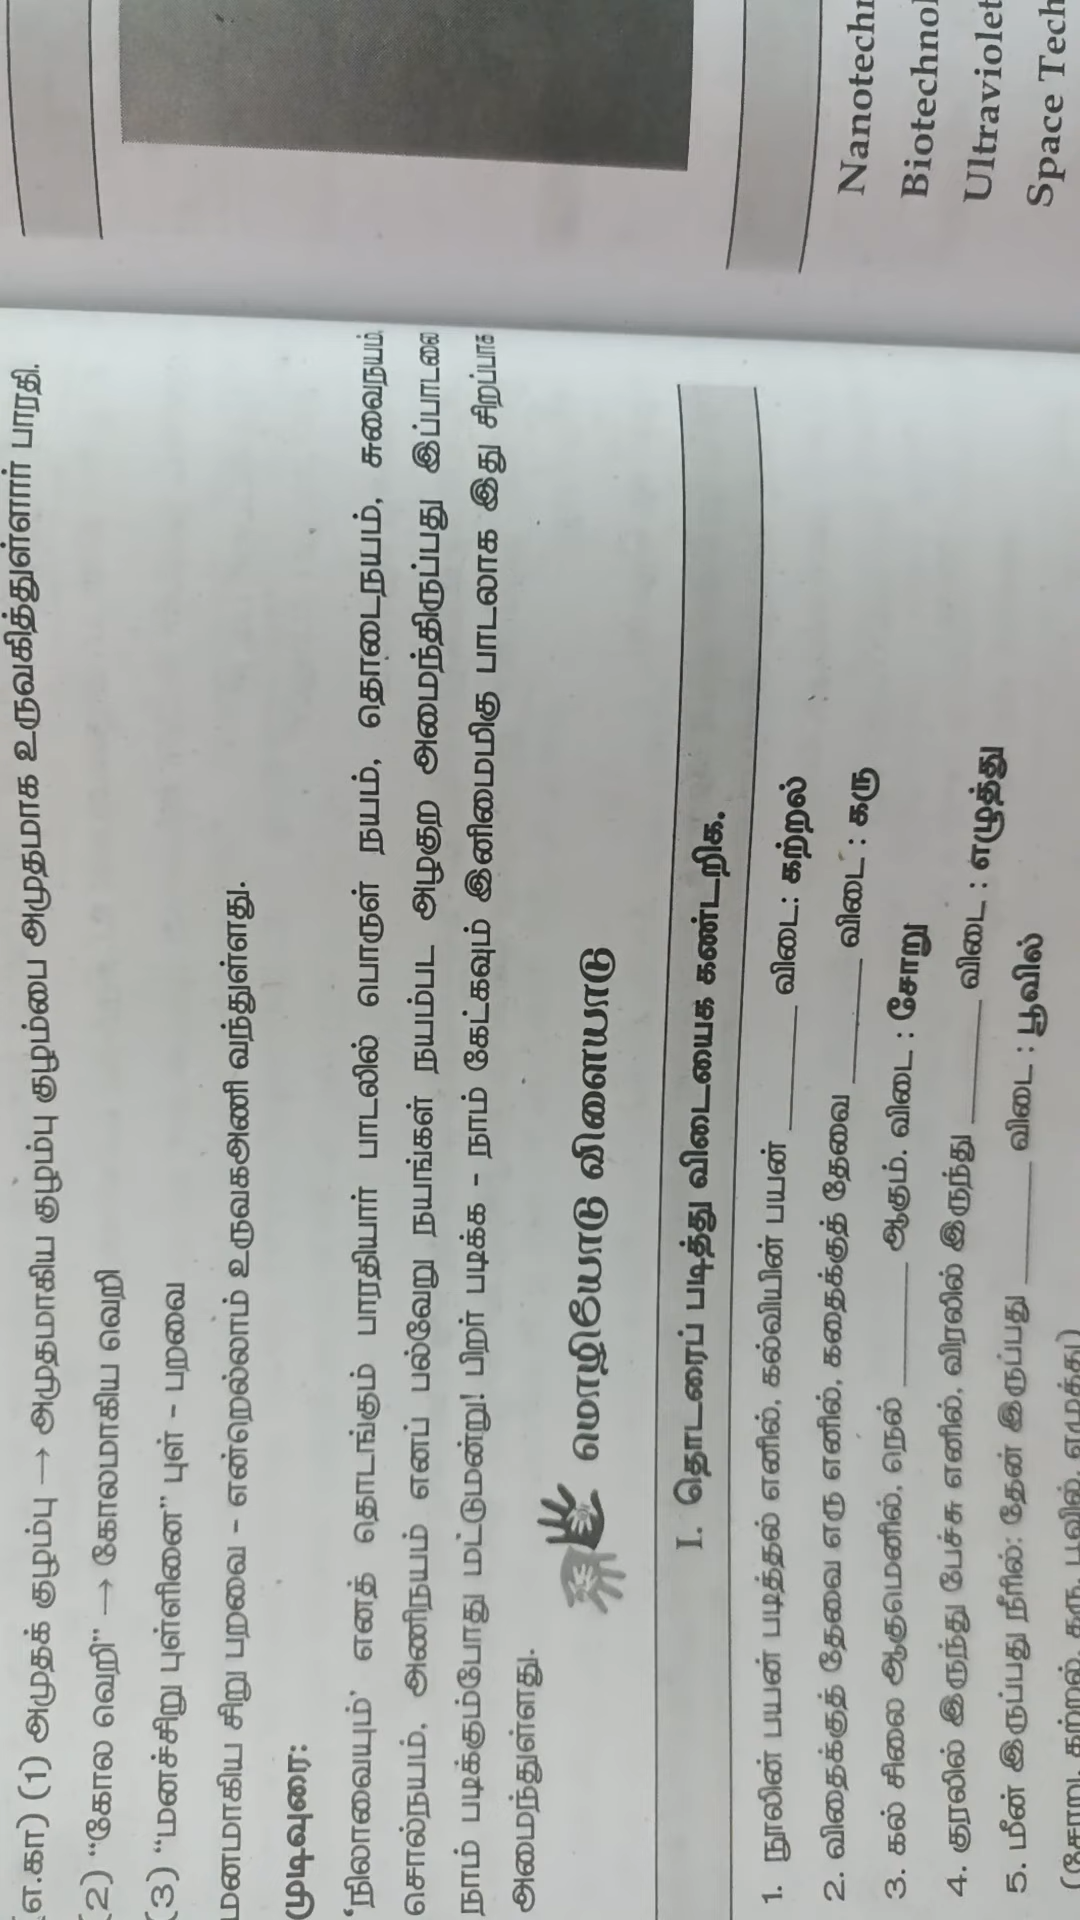 (எ.கா) (1) அமுதக் குழம்பு → அமுதமாகிய குழம்பு குழம்பை அமுதமாக உருவகித்துள்ளார் பாரதி.
(2) “கோல வெறி” → கோலமாகிய வெறி
(3) “மனச்சிறு புள்ளினை” புள் - பறவை
மனமாகிய சிறு பறவை - என்றெல்லாம் உருவகஅணி வந்துள்ளது.
முடிவுரை:
‘நிலாவையும்’ எனத் தொடங்கும் பாரதியார் பாடலில் பொருள் நயம், தொடைநயம், சுவைநயம்,
சொல்நயம், அணிநயம் எனப் பல்வேறு நயங்கள் நயம்பட அழகுற அமைந்திருப்பது இப்பாடலை
நாம் படிக்கும்போது மட்டுமன்று! பிறர் படிக்க - நாம் கேட்கவும் இனிமைமிகு பாடலாக இது சிறப்பாக
அமைந்துள்ளது.
மொழியோடு விளையாடு
I. தொடரைப் படித்து விடையைக கண்டறிக.
1. நூலின் பயன் படித்தல் எனில், கல்வியின் பயன் ______ விடை: கற்றல்
2. விதைக்குத் தேவை எரு எனில், கதைக்குத் தேவை ______ விடை : கரு
3. கல் சிலை ஆகுமெனில், நெல் ______ ஆகும். விடை : சோறு
4. குரலில் இருந்து பேச்சு எனில், விரலில் இருந்து ______ விடை : எழுத்து
5. மீன் இருப்பது நீரில்; தேன் இருப்பது ______ விடை : பூவில்
(சோறு, கற்றல், கரு, பூவில், எழுத்து)
Space Tech